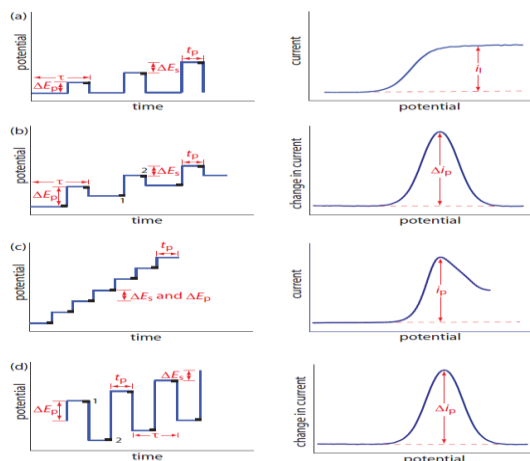 (a)
potential
τ
ΔEp
ΔEs
tp
time
current
il
potential
(b)
potential
τ
ΔEp
1
2
ΔEs
tp
time
change in current
Δip
potential
(c)
potential
tp
ΔEs and ΔEp
time
current
ip
potential
(d)
potential
ΔEp
1
2
tp
τ
ΔEs
time
change in current
Δip
potential